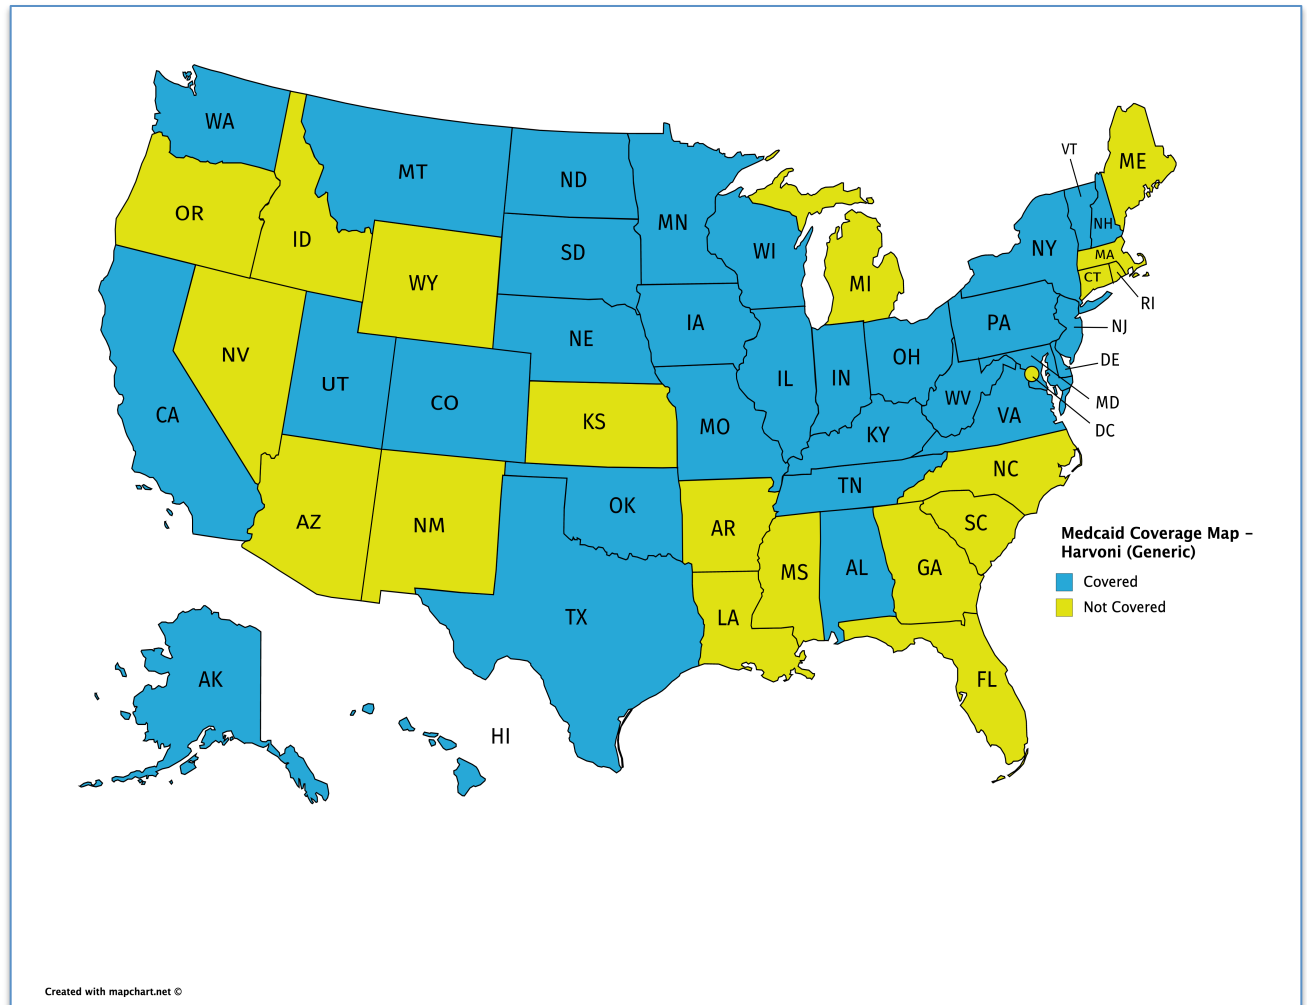 WA
MT
ND
MN
VT
ME
OR
ID
SD
WI
NY
NH
MA
WY
MI
CT
RI
IA
PA
NJ
NV
NE
OH
DE
UT
CO
IL
IN
WV
MD
CA
KS
MO
KY
VA
DC
NC
TN
AZ
NM
OK
AR
SC
MS
AL
GA
Medcaid Coverage Map –
Harvoni (Generic)
Covered
Not Covered
TX
LA
AK
FL
HI
Created with mapchart.net ©